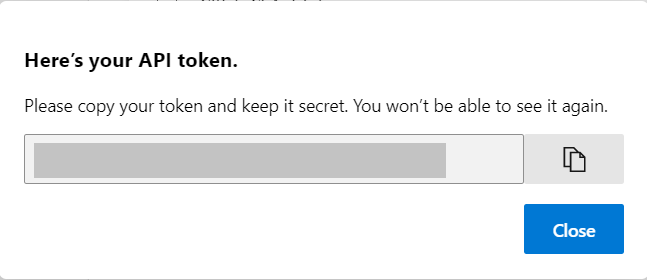 Here’s your API token.
Please copy your token and keep it secret. You won’t be able to see it again.
Close